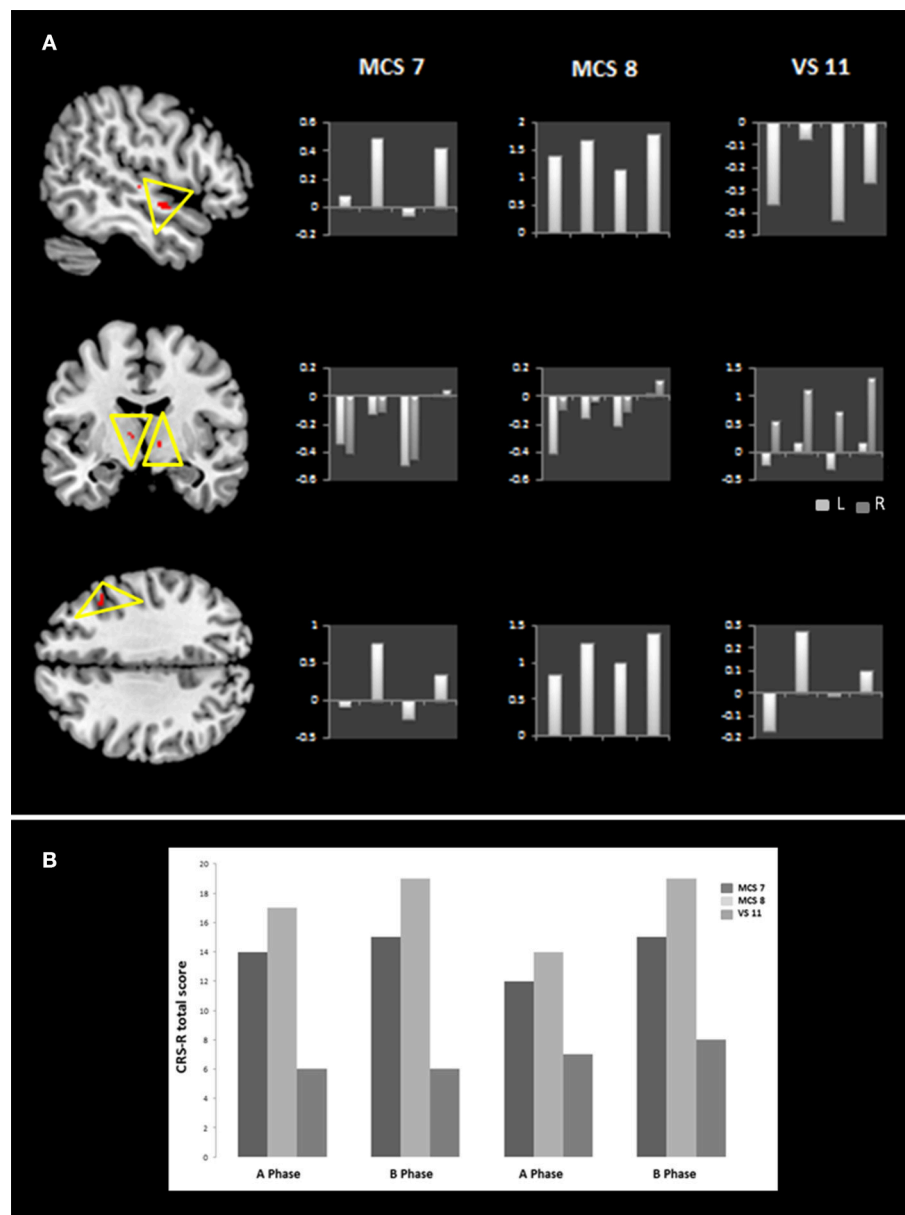 A
MCS 7 MCS 8 VS 11
0.6 2 0
0.4 1.5 -0.1
0.2 1 -0.2
0 0.5 -0.3
-0.2 0 -0.4
-0.5
0.2 0.2 1.5
0 0 1
-0.2 -0.2 0.5
-0.4 -0.4 0
-0.6 -0.6 -0.5
L R
1 1.5 0.3
0.5 1 0.2
0 0.5 0.1
-0.5 0 0
-0.1
-0.2
B
CRS-R total score
20
18
16
14
12
10
8
6
4
2
0
MCS 7
MCS 8
VS 11
A Phase B Phase A Phase B Phase